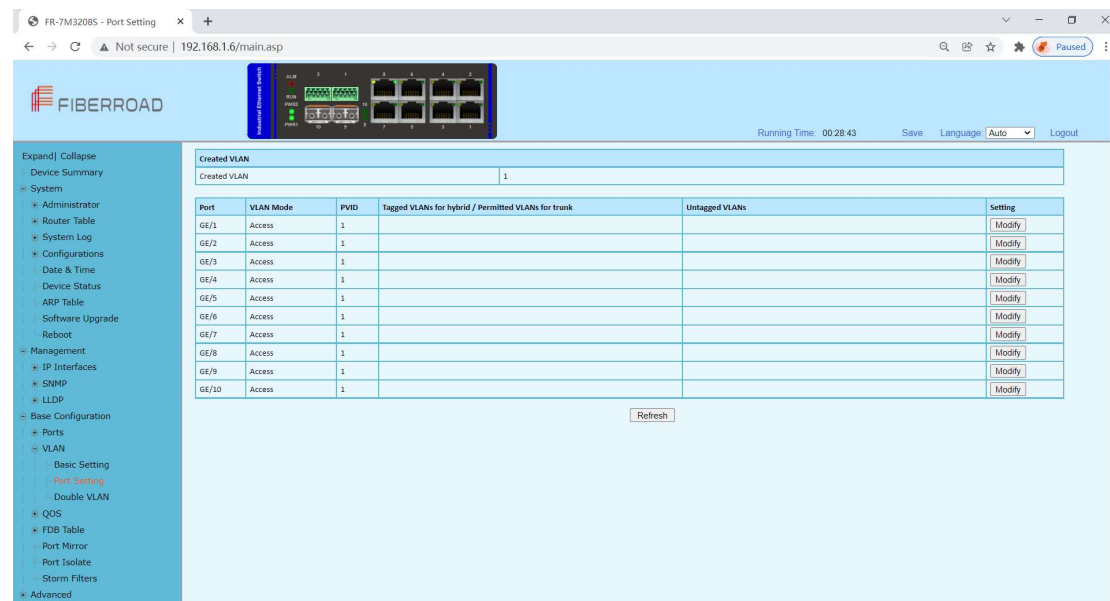 FR-7M3208S - Port Setting
Not secure | 192.168.1.6/main.asp
Paused
FIBERROAD
Industrial Ethernet Switch
ALM
RUN
PWR2
PWR1
Running Time: 00:28:43 Save Language: Auto Logout
Expand| Collapse
Device Summary
System
Administrator
Router Table
System Log
Configurations
Date & Time
Device Status
ARP Table
Software Upgrade
Reboot
Management
IP Interfaces
SNMP
LLDP
Base Configuration
Ports
VLAN
Basic Setting
Port Setting
Double VLAN
QOS
FDB Table
Port Mirror
Port Isolate
Storm Filters
Advanced
Created VLAN
Created VLAN 1
Port VLAN Mode PVID Tagged VLANs for hybrid / Permitted VLANs for trunk Untagged VLANs Setting
GE/1 Access 1 Modify
GE/2 Access 1 Modify
GE/3 Access 1 Modify
GE/4 Access 1 Modify
GE/5 Access 1 Modify
GE/6 Access 1 Modify
GE/7 Access 1 Modify
GE/8 Access 1 Modify
GE/9 Access 1 Modify
GE/10 Access 1 Modify
Refresh